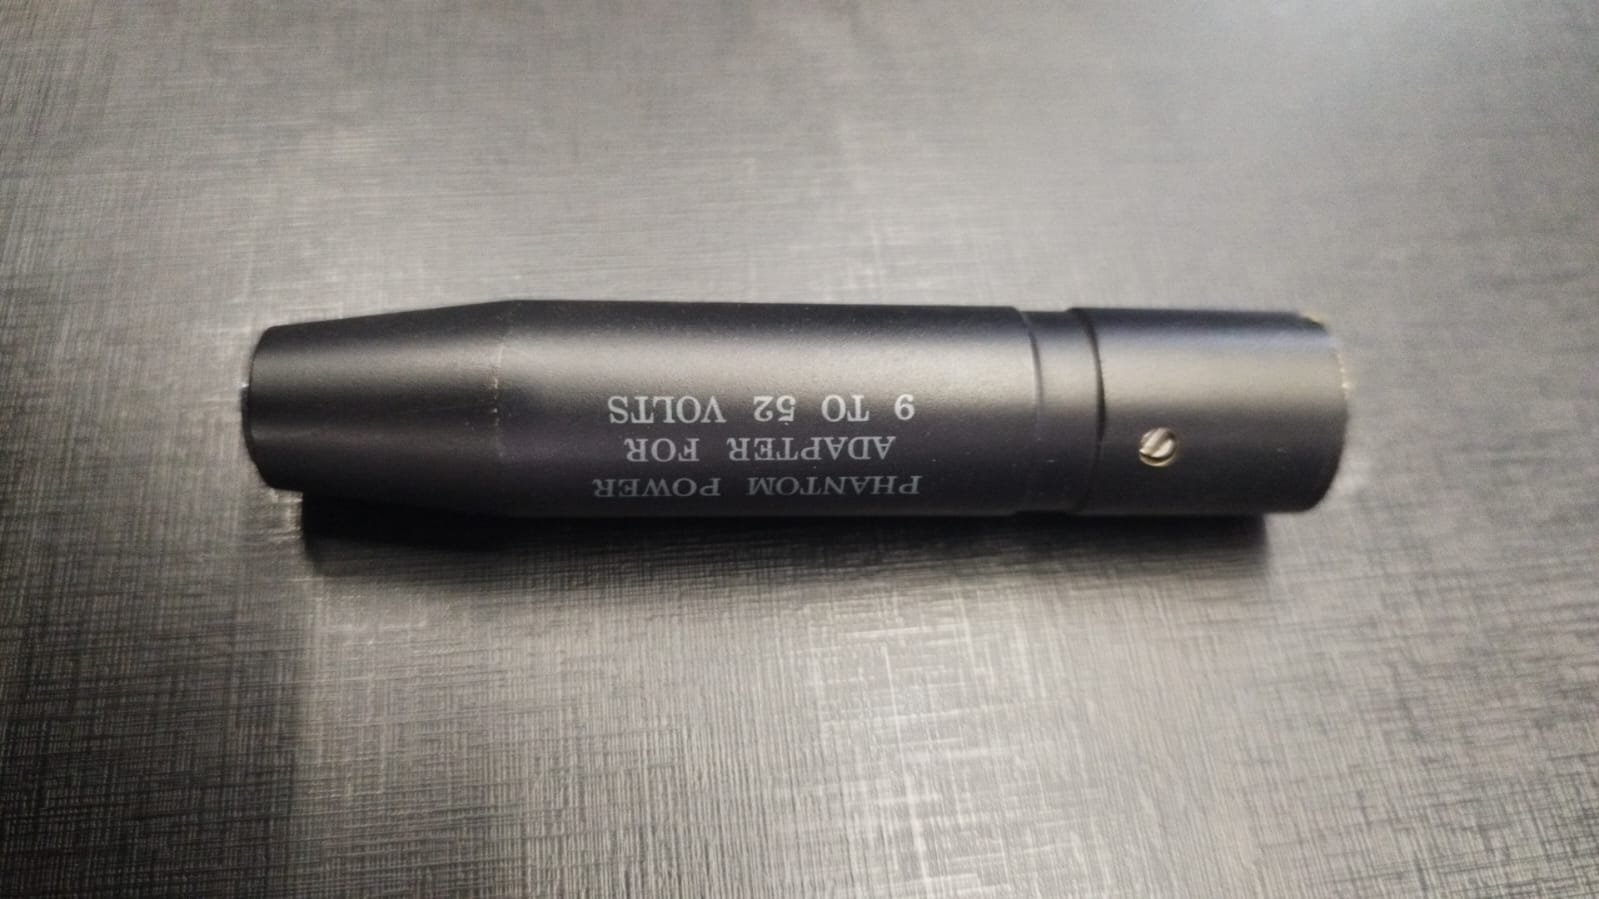 PHANTOM POWER
ADAPTER FOR
9 TO 52 VOLTS